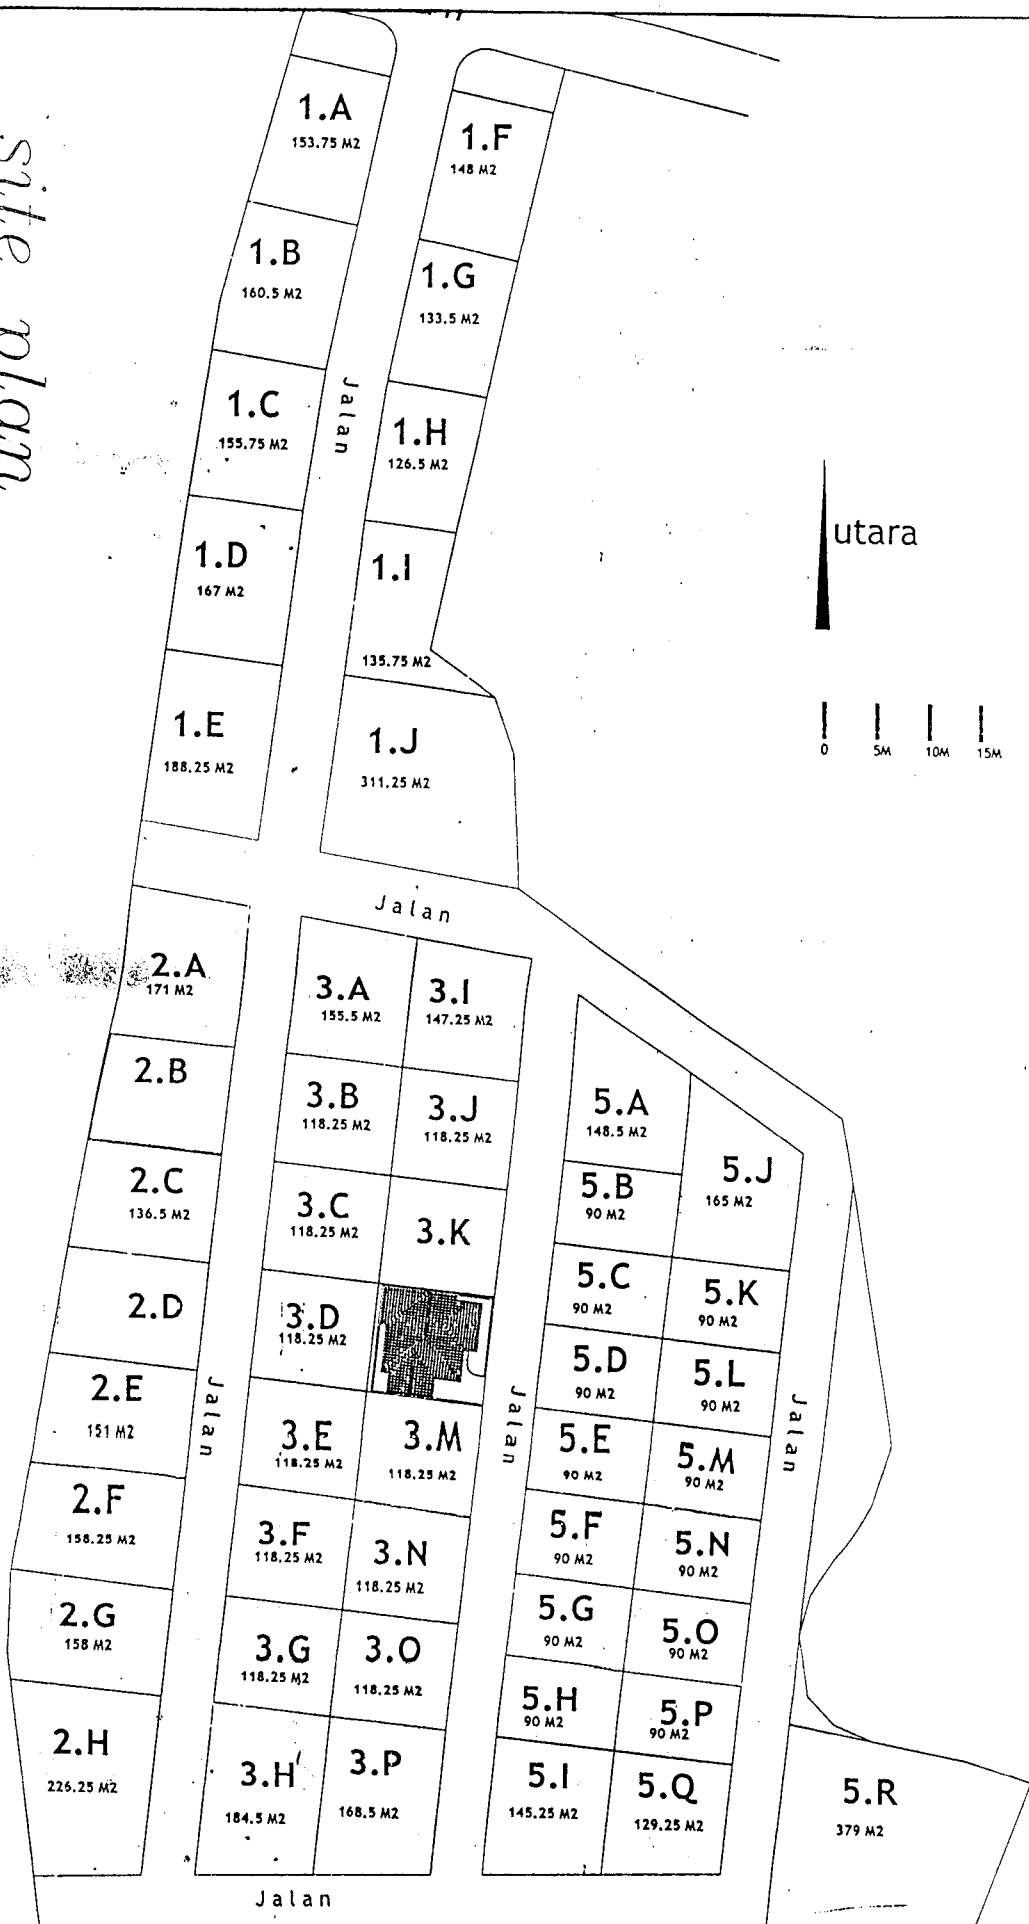 site plan
1.A
153.75 M2
1.F
148 M2
1.B
160.5 M2
1.G
133.5 M2
Jalan
1.C
155.75 M2
1.H
126.5 M2
utara
1.D
167 M2
1.I
135.75 M2
1.E
188.25 M2
1.J
311.25 M2
0 5M 10M 15M
Jalan
2.A
171 M2
3.A
155.5 M2
3.I
147.25 M2
2.B
3.B
118.25 M2
3.J
118.25 M2
5.A
148.5 M2
5.J
165 M2
2.C
136.5 M2
3.C
118.25 M2
3.K
5.B
90 M2
2.D
3.D
118.25 M2
5.C
90 M2
5.K
90 M2
5.D
90 M2
5.L
90 M2
2.E
151 M2
Jalan
3.E
118.25 M2
3.M
118.25 M2
Jalan
5.E
90 M2
5.M
90 M2
Jalan
2.F
158.25 M2
3.F
118.25 M2
3.N
118.25 M2
5.F
90 M2
5.N
90 M2
2.G
158 M2
3.G
118.25 M2
3.O
118.25 M2
5.G
90 M2
5.O
90 M2
5.H
90 M2
5.P
90 M2
2.H
226.25 M2
3.H
184.5 M2
3.P
168.5 M2
5.I
145.25 M2
5.Q
129.25 M2
5.R
379 M2
Jalan